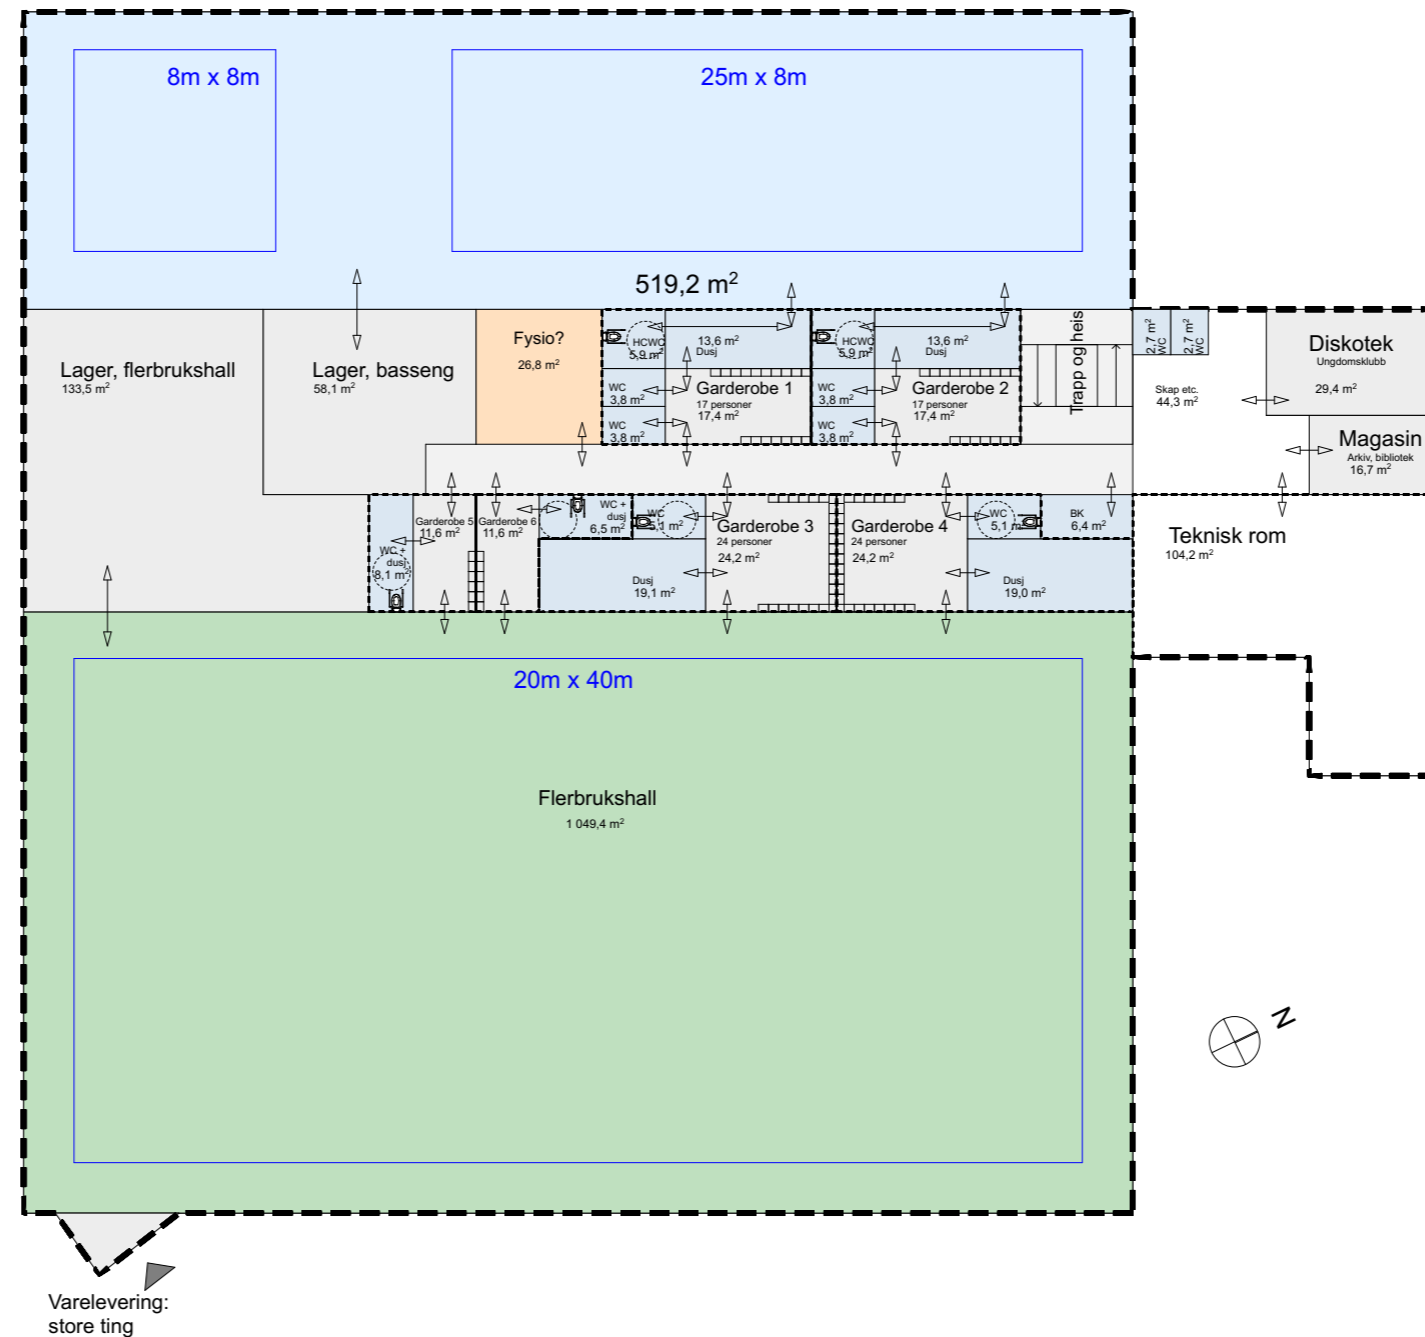 8m x 8m
25m x 8m
519,2 m²
Lager, flerbrukshall
133,5 m²
Lager, basseng
58,1 m²
Fysio?
26,8 m²
HCWC
5,9 m²
13,6 m²
Dusj
WC
3,8 m²
WC
3,8 m²
Garderobe 1
17 personer
17,4 m²
HCWC
5,9 m²
13,6 m²
Dusj
WC
3,8 m²
WC
3,8 m²
Garderobe 2
17 personer
17,4 m²
Trapp og heis
2,7 m²
WC
2,7 m²
WC
Skap etc.
44,3 m²
Diskotek
Ungdomsklubb
29,4 m²
Magasin
Arkiv, bibliotek
16,7 m²
WC +
dusj
8,1 m²
Garderobe 5
11,6 m²
Garderobe 6
11,6 m²
WC +
dusj
6,5 m²
WC
5,1 m²
Dusj
19,1 m²
Garderobe 3
24 personer
24,2 m²
Garderobe 4
24 personer
24,2 m²
WC
5,1 m²
BK
6,4 m²
Dusj
19,0 m²
Teknisk rom
104,2 m²
20m x 40m
Flerbrukshall
1 049,4 m²
N
Varelevering:
store ting